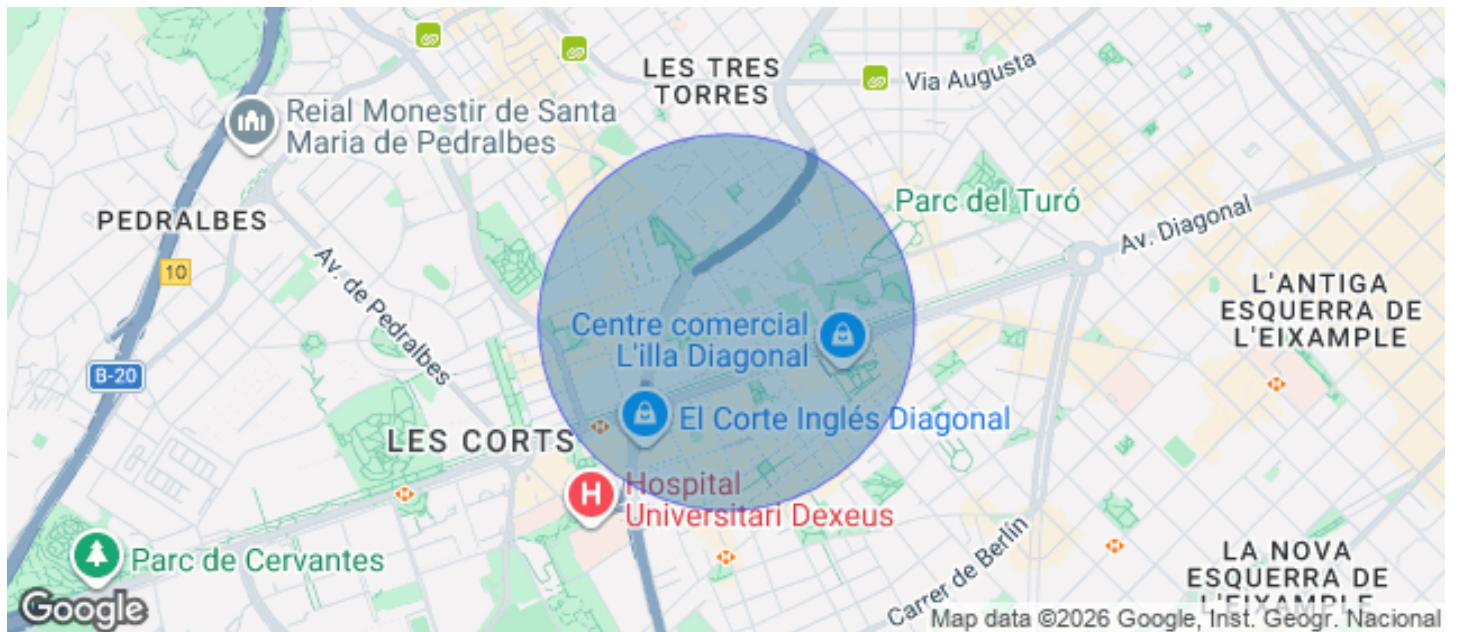 LES TRES
TORRES
Via Augusta
Reial Monestir de Santa
Maria de Pedralbes
Parc del Turó
PEDRALBES
Av. Diagonal
10
Av. de Pedralbes
L'ANTIGA
ESQUERRA DE
L'EIXAMPLE
Centre comercial
L'illa Diagonal
B-20
El Corte Inglés Diagonal
LES CORTS
H
Hospital
Universitari Dexeus
Parc de Cervantes
Carrer de Berlín
LA NOVA
ESQUERRA DE
L'EIXAMPLE
Google
Map data ©2026 Google, Inst. Geogr. Nacional